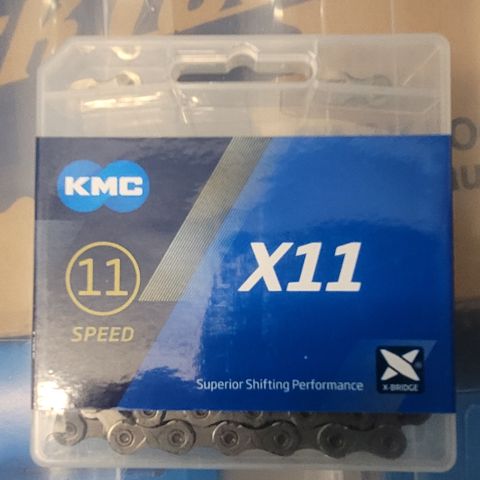 KMC
11
SPEED
X11
Superior Shifting Performance
X-BRIDGE